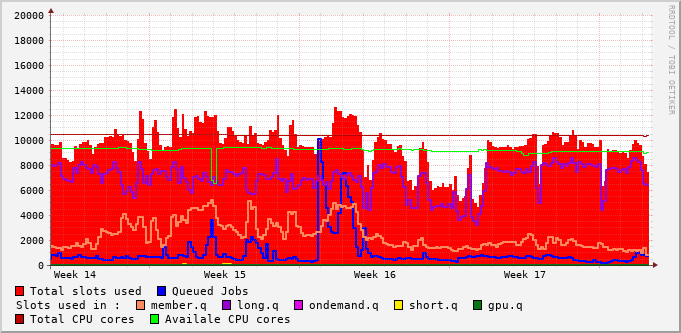 20000
18000
16000
14000
12000
10000
8000
6000
4000
2000
0
Week 14 Week 15 Week 16 Week 17
RRDTOOL / TOBI OETIKER
Total slots used Queued Jobs
Slots used in : member.q long.q ondemand.q short.q gpu.q
Total CPU cores Availale CPU cores